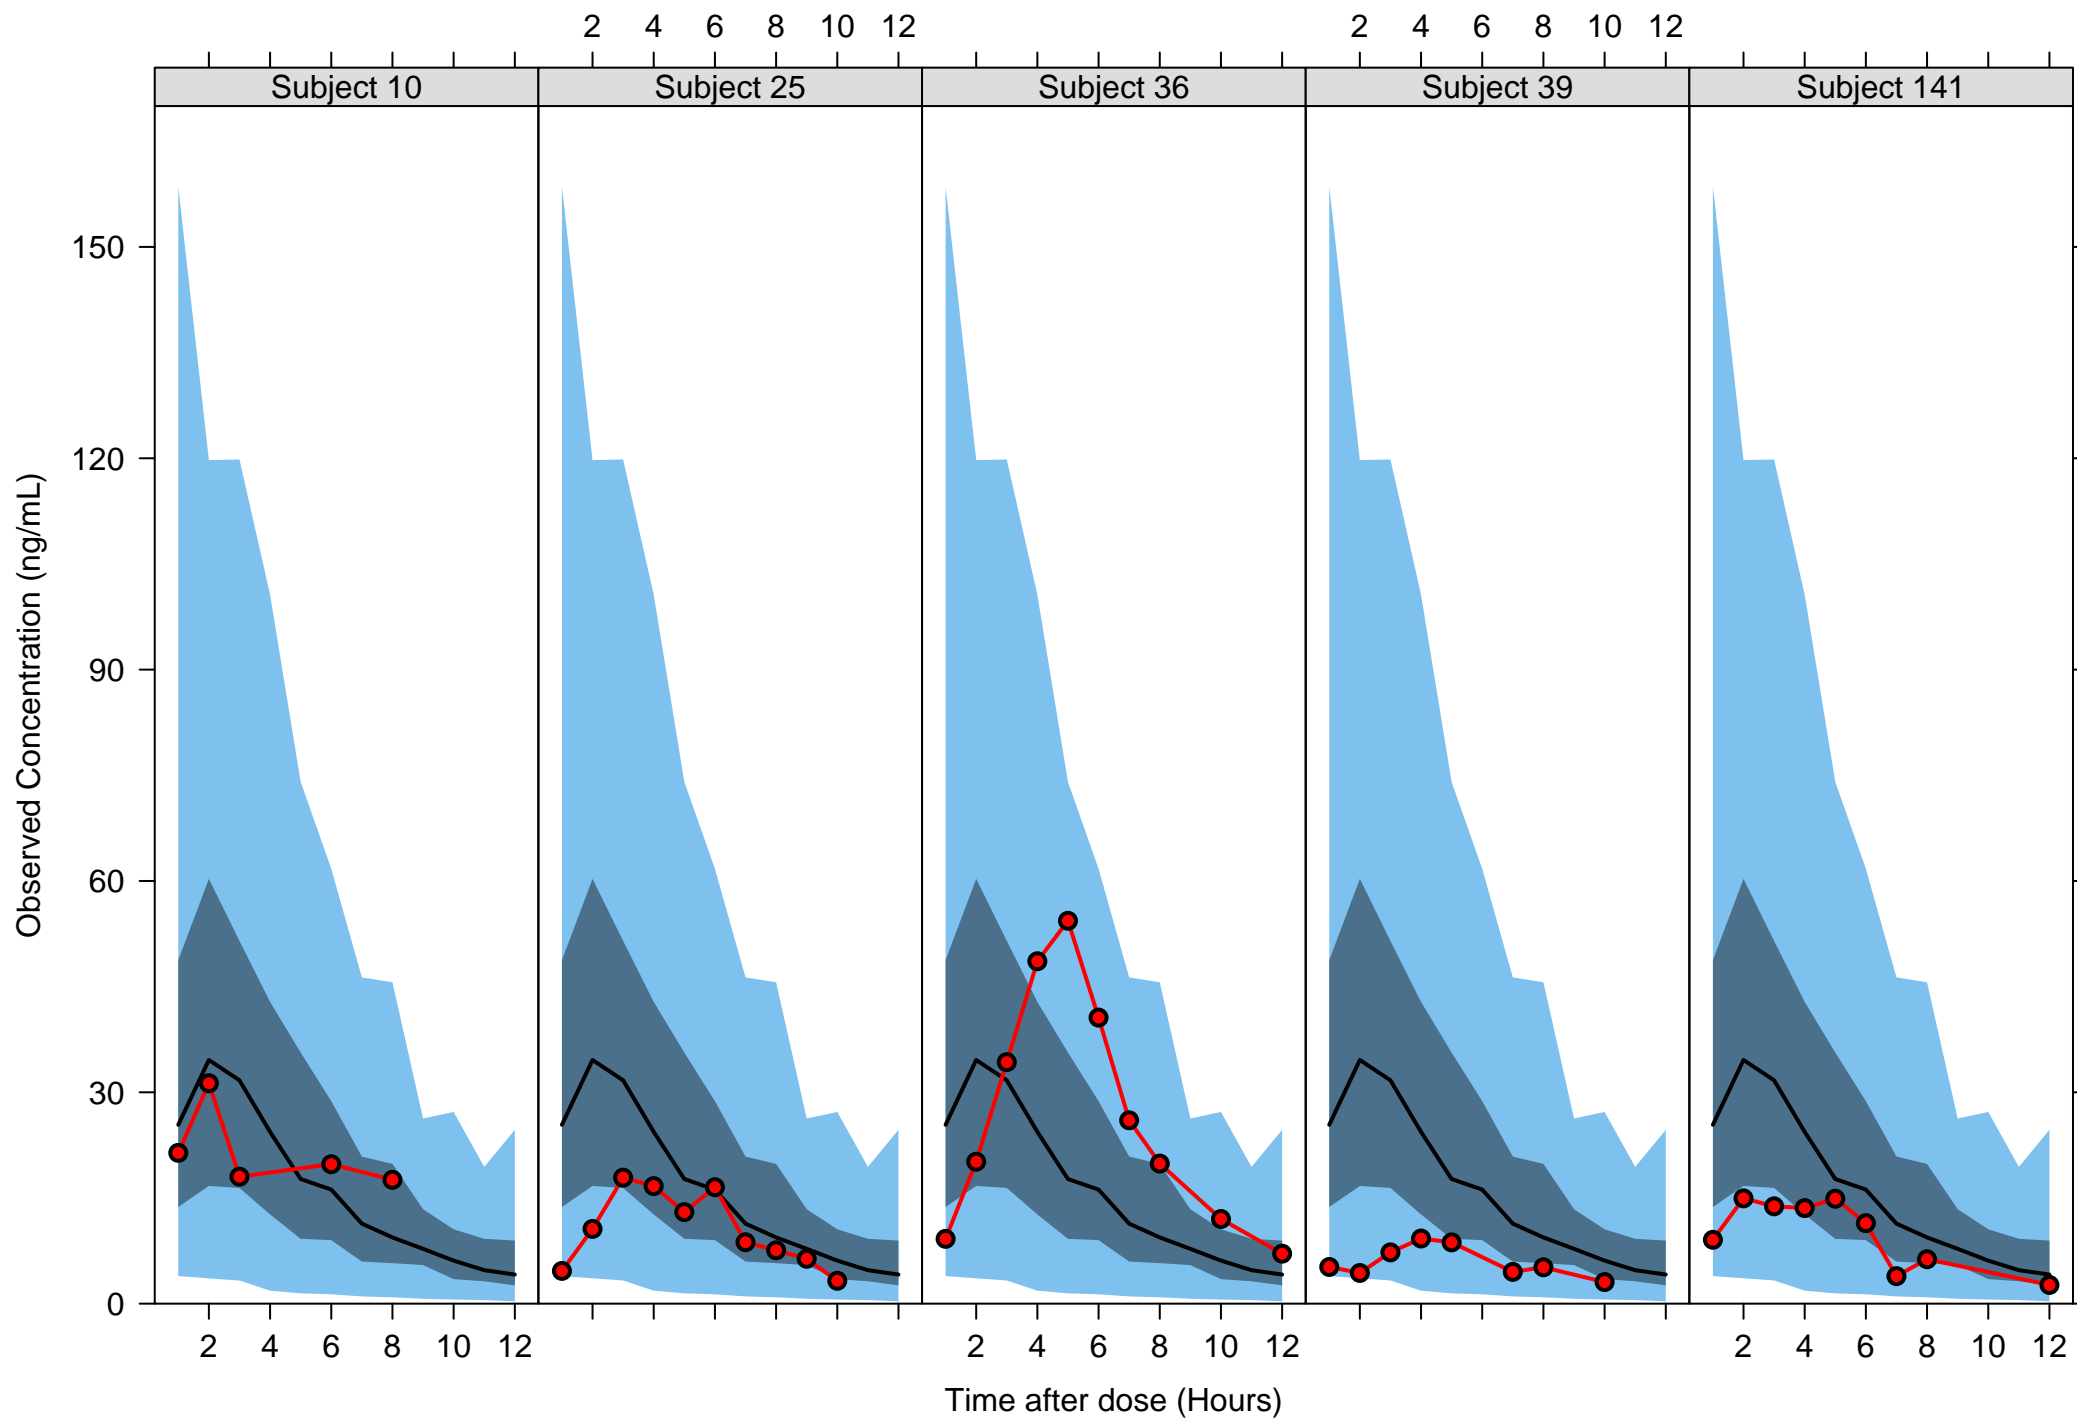 2 4 6 8 10 12 2 4 6 8 10 12
Subject 10 Subject 25 Subject 36 Subject 39 Subject 141
150
120
90
60
30
0
Observed Concentration (ng/mL)
2 4 6 8 10 12 2 4 6 8 10 12 2 4 6 8 10 12
Time after dose (Hours)